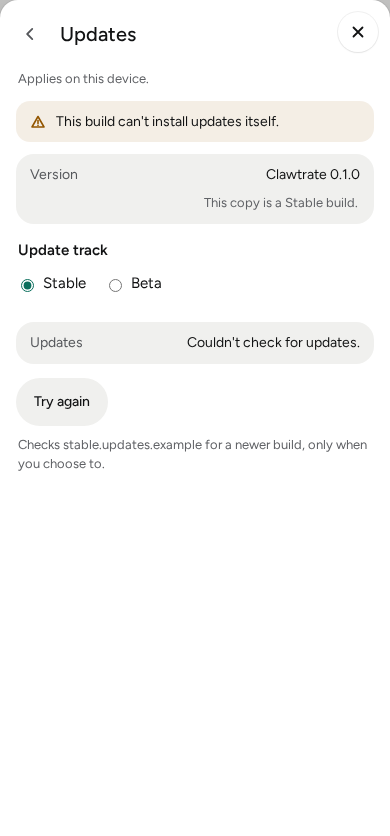 Updates
Applies on this device.
This build can't install updates itself.
Version
Clawtrate 0.1.0
This copy is a Stable build.
Update track
Stable
Beta
Updates
Couldn't check for updates.
Try again
Checks stable.updates.example for a newer build, only when
you choose to.